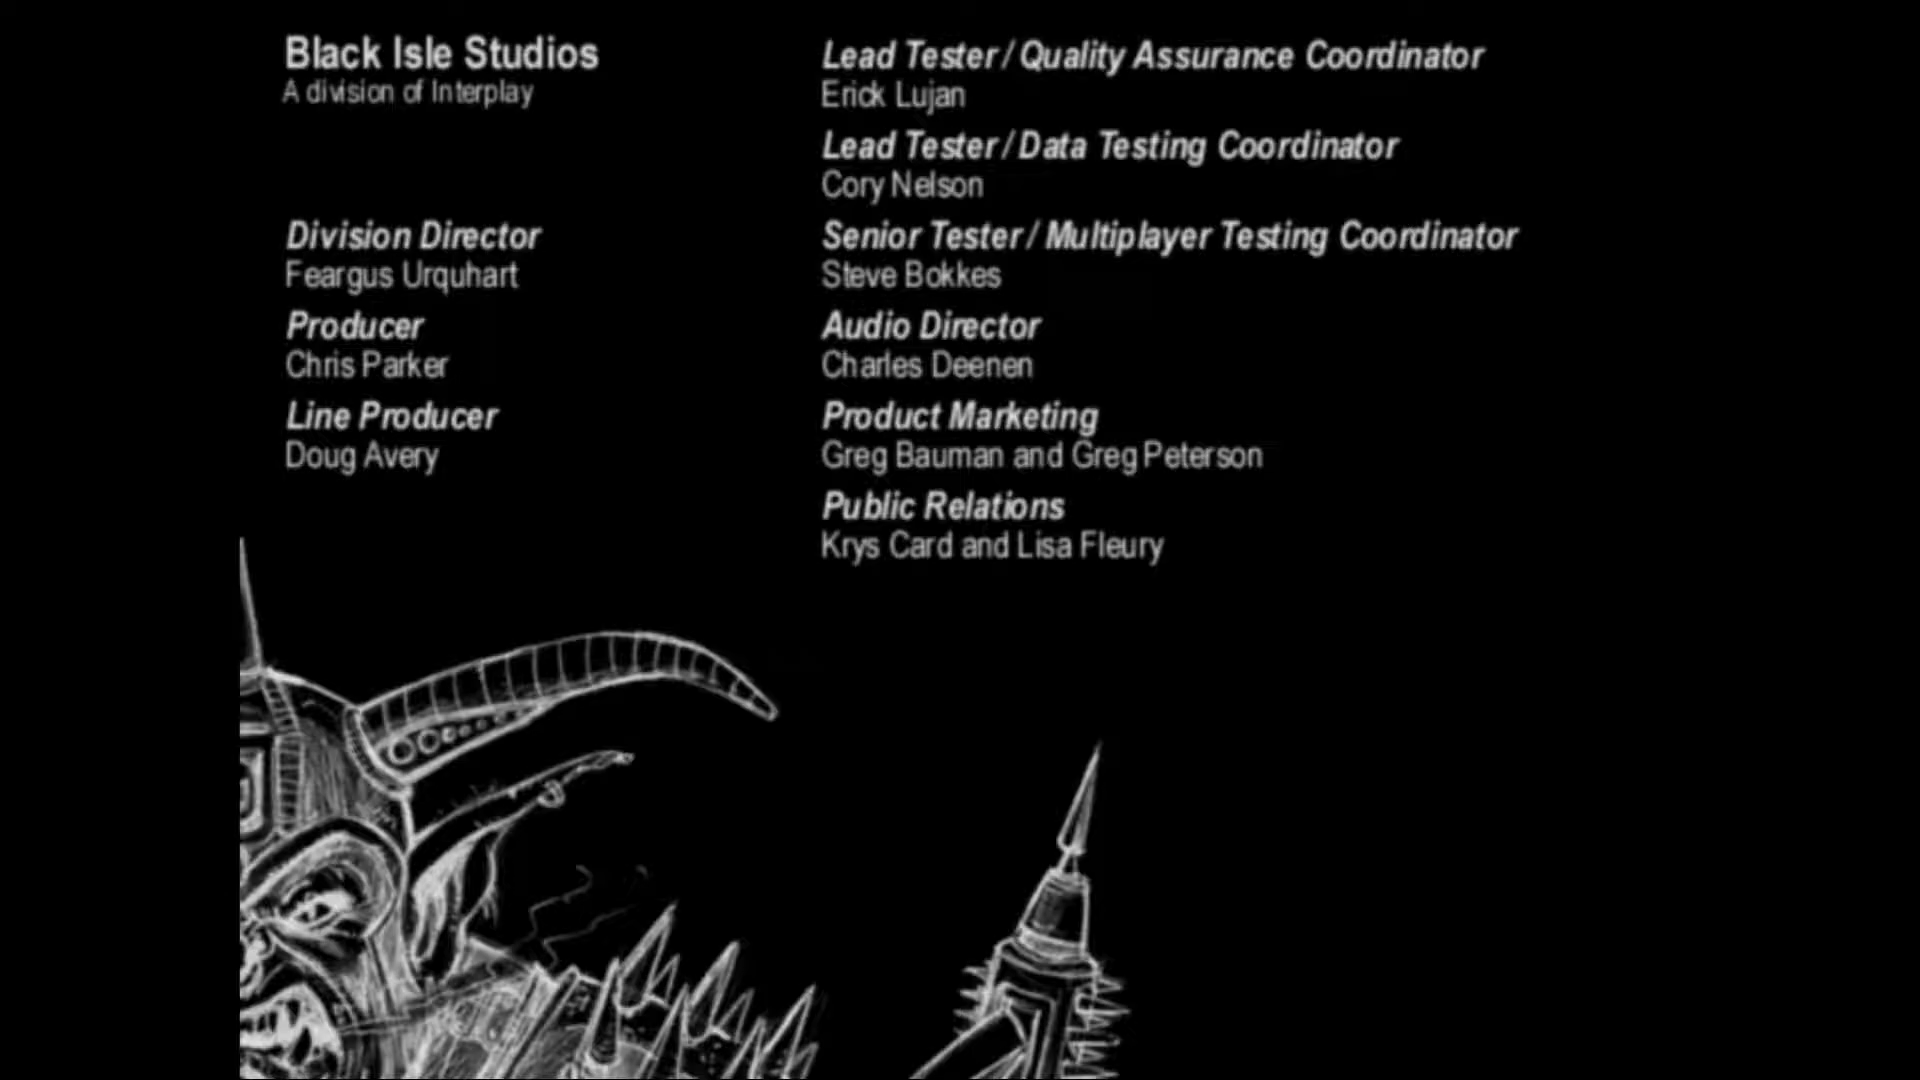 Black Isle Studios
A division of Interplay
Division Director
Feargus Urquhart
Producer
Chris Parker
Line Producer
Doug Avery
Lead Tester / Quality Assurance Coordinator
Erick Lujan
Lead Tester / Data Testing Coordinator
Cory Nelson
Senior Tester / Multiplayer Testing Coordinator
Steve Bokkes
Audio Director
Charles Deenen
Product Marketing
Greg Bauman and Greg Peterson
Public Relations
Krys Card and Lisa Fleury